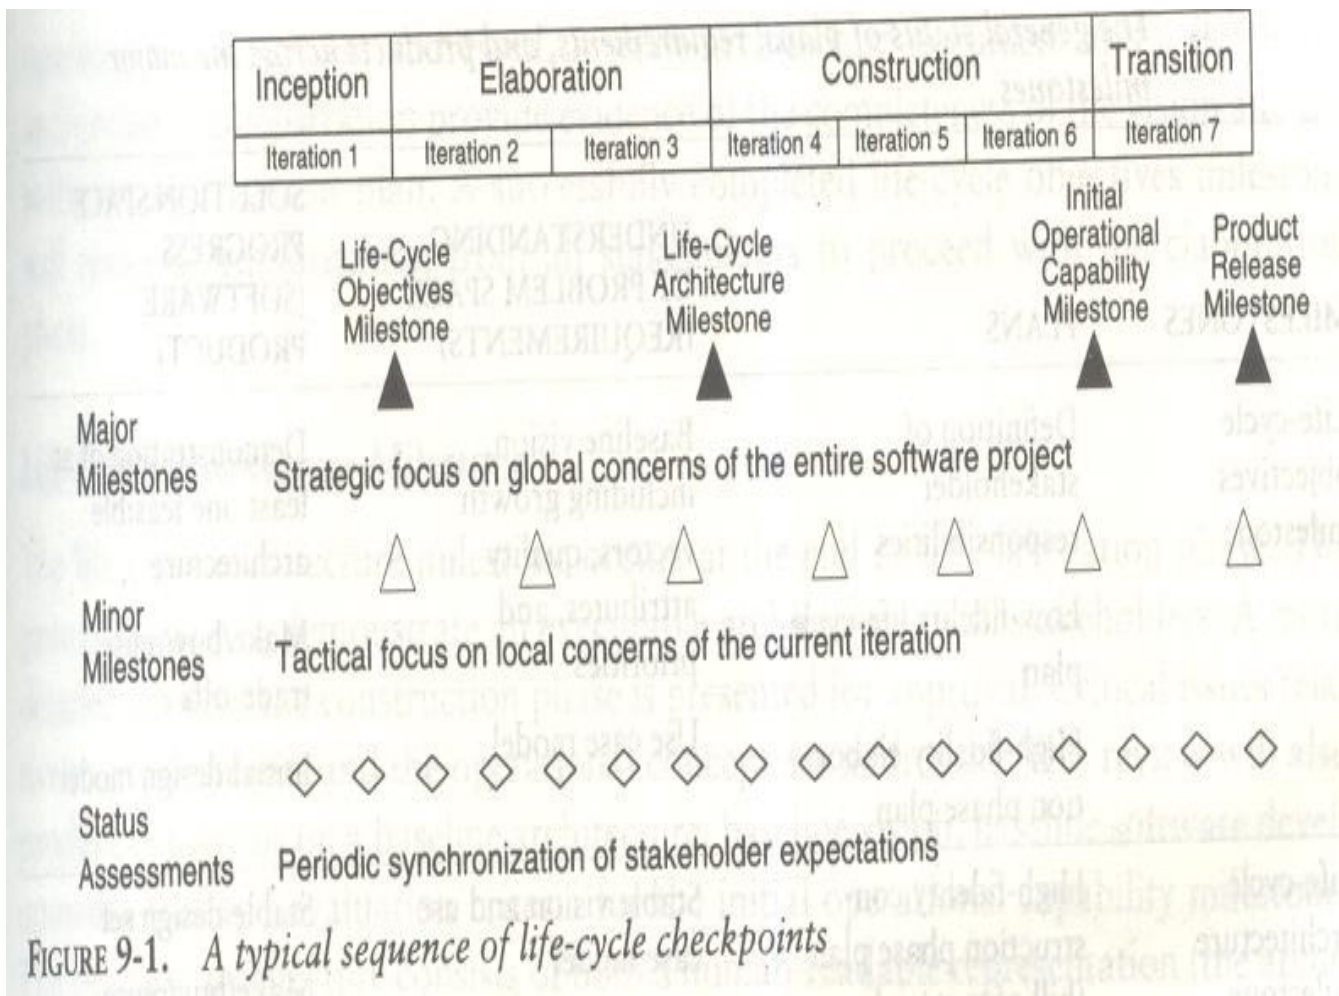 Inception
Elaboration
Construction
Transition
Iteration 1
Iteration 2
Iteration 3
Iteration 4
Iteration 5
Iteration 6
Iteration 7
Life-Cycle
Objectives
Milestone
Life-Cycle
Architecture
Milestone
Initial
Operational
Capability
Milestone
Product
Release
Milestone
Major
Milestones
Strategic focus on global concerns of the entire software project
Minor
Milestones
Tactical focus on local concerns of the current iteration
Status
Assessments
Periodic synchronization of stakeholder expectations
FIGURE 9-1. A typical sequence of life-cycle checkpoints